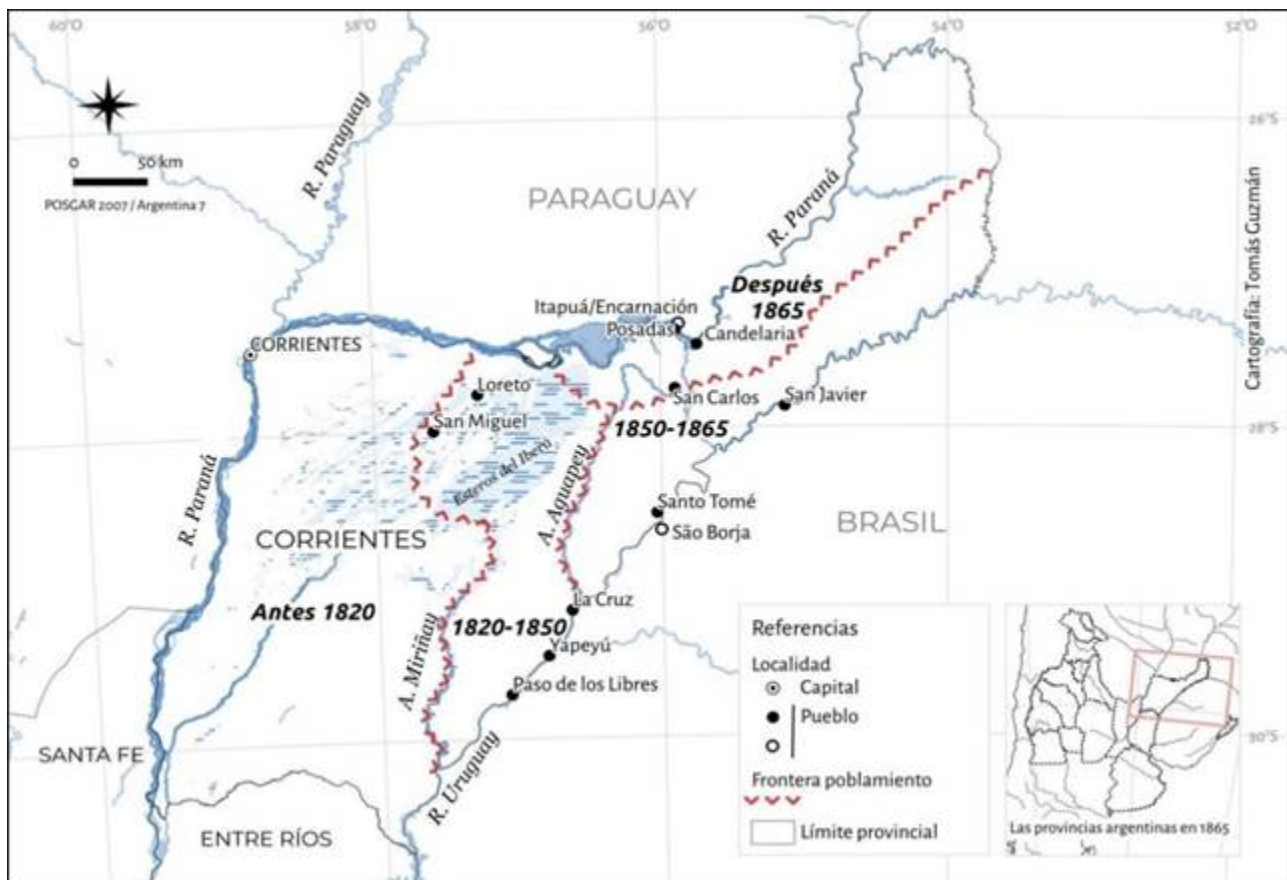 60°O
58°O
56°O
54°O
52°O
26°S
28°S
30°S
0 50 km
POSGAR 2007 / Argentina 7
R. Paraguay
PARAGUAY
R. Paraná
Después
1865
Itapuá/Encarnación
Posadas
Candelaria
CORRIENTES
Loreto
San Carlos
San Javier
San Miguel
1850-1865
Esteros del Iberá
A. Aguapey
R. Paraná
Santo Tomé
São Borja
BRASIL
CORRIENTES
Antes 1820
La Cruz
1820-1850
A. Miriñay
Yapeyú
Paso de los Libres
SANTA FE
R. Uruguay
ENTRE RÍOS
Cartografía: Tomás Guzmán
Referencias
Localidad
Capital
Pueblo
Frontera poblamiento
Límite provincial
Las provincias argentinas en 1865